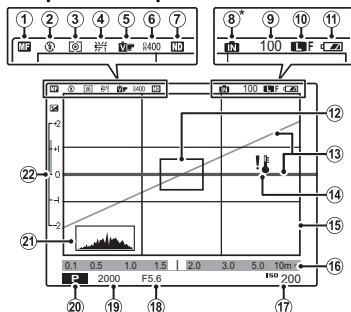 ① ② ③ ④ ⑤ ⑥ ⑦ ⑧* ⑨ ⑩ ⑪
MF R400 ND IN 100 L F
MF R400 ND IN 100 L F
⑫
+2
+1
⑬
㉒ 0 !
⑭
-1
⑮
-2
㉑
0.1 0.5 1.0 1.5 2.0 3.0 5.0 10m ⑯
P 2000 F5.6 ISO 200
⑳ ⑲ ⑱ ⑰